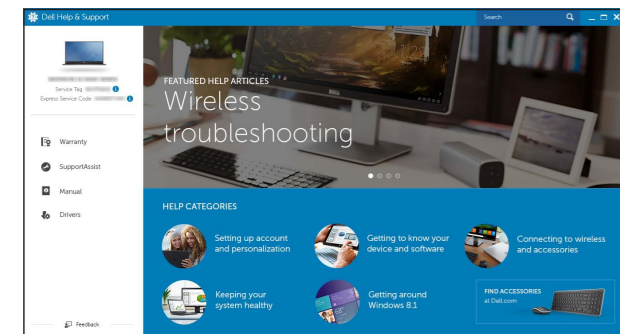 Dell Help & Support
Search
Service Tag
Express Service Code
Warranty
SupportAssist
Manual
Drivers
Feedback
FEATURED HELP ARTICLES
Wireless
troubleshooting
HELP CATEGORIES
Setting up account
and personalization
Getting to know your
device and software
Connecting to wireless
and accessories
Keeping your
system healthy
Getting around
Windows 8.1
FIND ACCESSORIES
at Dell.com